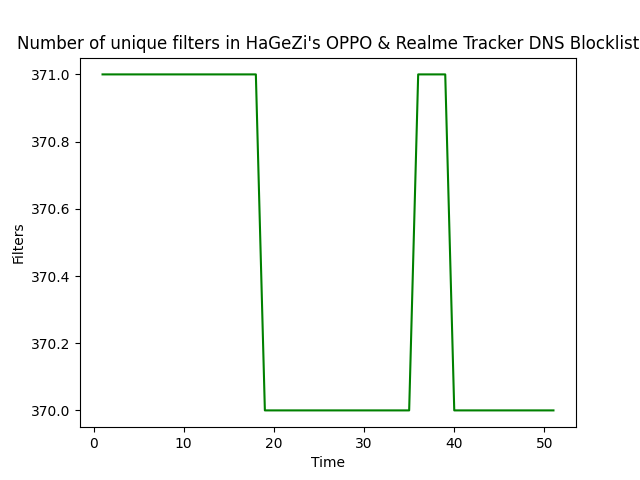 Number of unique filters in HaGeZi's OPPO & Realme Tracker DNS Blocklist
371.0
370.8
370.6
370.4
370.2
370.0
Filters
0 10 20 30 40 50
Time